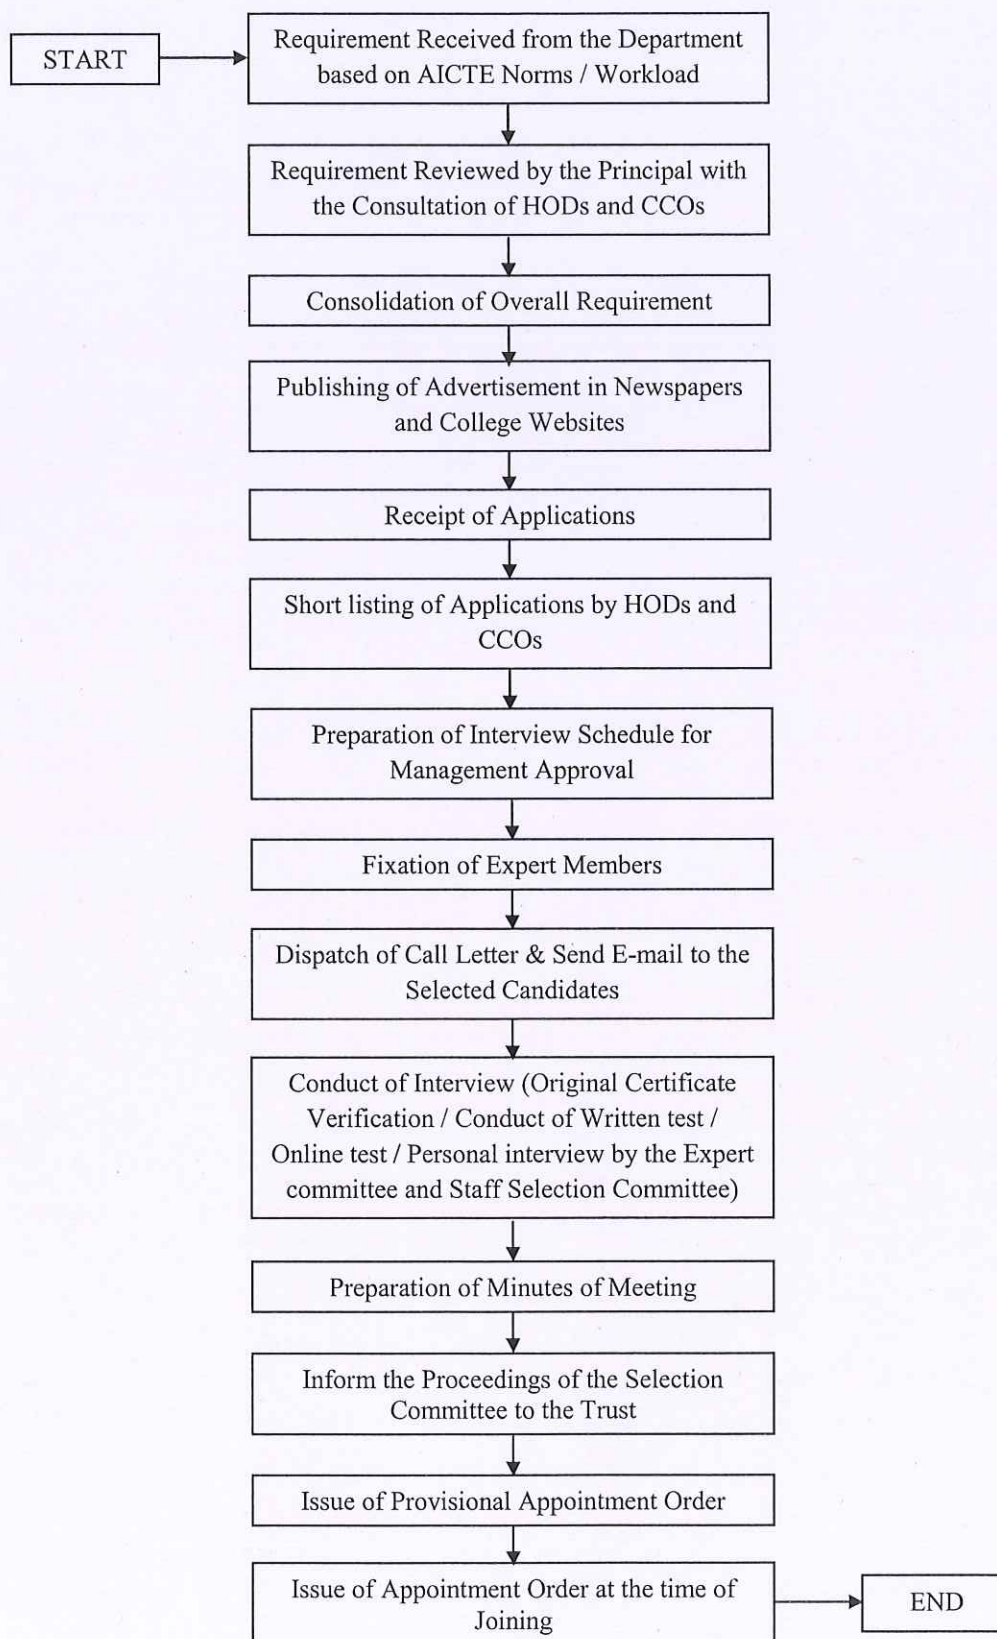 START
Requirement Received from the Department
based on AICTE Norms / Workload
Requirement Reviewed by the Principal with
the Consultation of HODs and CCOs
Consolidation of Overall Requirement
Publishing of Advertisement in Newspapers
and College Websites
Receipt of Applications
Short listing of Applications by HODs and
CCOs
Preparation of Interview Schedule for
Management Approval
Fixation of Expert Members
Dispatch of Call Letter & Send E-mail to the
Selected Candidates
Conduct of Interview (Original Certificate
Verification / Conduct of Written test /
Online test / Personal interview by the Expert
committee and Staff Selection Committee)
Preparation of Minutes of Meeting
Inform the Proceedings of the Selection
Committee to the Trust
Issue of Provisional Appointment Order
Issue of Appointment Order at the time of
Joining
END